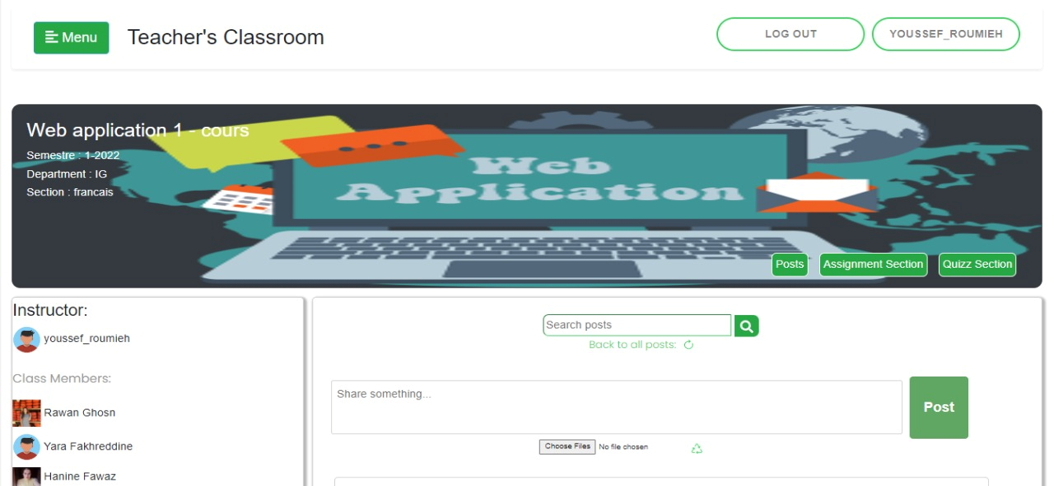 Menu
Teacher's Classroom
LOG OUT
YOUSSEF_ROUMIEH
Web application 1 - cours
Semestre : 1-2022
Department : IG
Section : francais
Web
Application
Posts
Assignment Section
Quizz Section
Instructor:
youssef_roumieh
Class Members:
Rawan Ghosn
Yara Fakhreddine
Hanine Fawaz
Search posts
Back to all posts:
Share something...
Post
Choose Files No file chosen